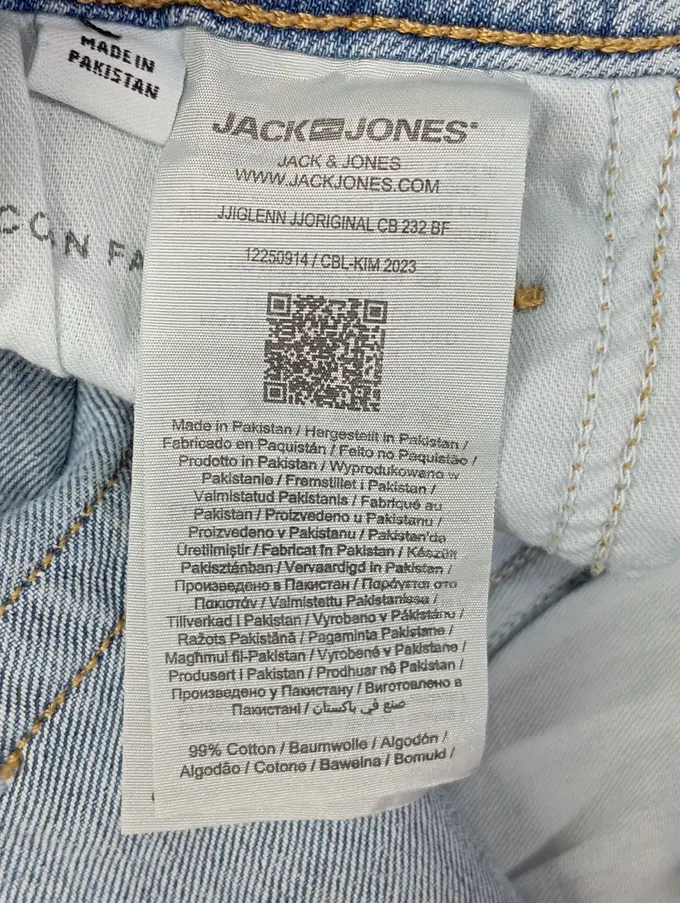 MADE IN
PAKISTAN
CON FA
JACK JONES
JACK & JONES
WWW.JACKJONES.COM
JJIGLENN JJORIGINAL CB 232 BF
12250914 / CBL-KIM 2023
Made in Pakistan / Hergestellt in Pakistan /
Fabricado en Paquistán / Feito no Paquistão /
Prodotto in Pakistan / Wyprodukowano w
Pakistanie / Fremstillet i Pakistan /
Valmistatud Pakistanis / Fabriqué au
Pakistan / Proizvedeno u Pakistanu /
Proizvedeno v Pakistanu / Pakistan'da
Üretilmiştir / Fabricat în Pakistan / Készült
Pakisztánban / Vervaardigd in Pakistan /
Произведено в Пакистан / Παράγεται στο
Πακιστάν / Valmistettu Pakistanissa /
Tillverkad i Pakistan / Vyrobeno v Pákistánu /
Ražots Pakistānā / Pagaminta Pakistane /
Magħmul fil-Pakistan / Vyrobené v Pakistane /
Produsert i Pakistan / Prodhuar në Pakistan /
Произведено у Пакистану / Виготовлено в
Пакистані / صنع في باكستان
99% Cotton / Baumwolle / Algodón /
Algodão / Cotone / Bawełna / Bomuld /